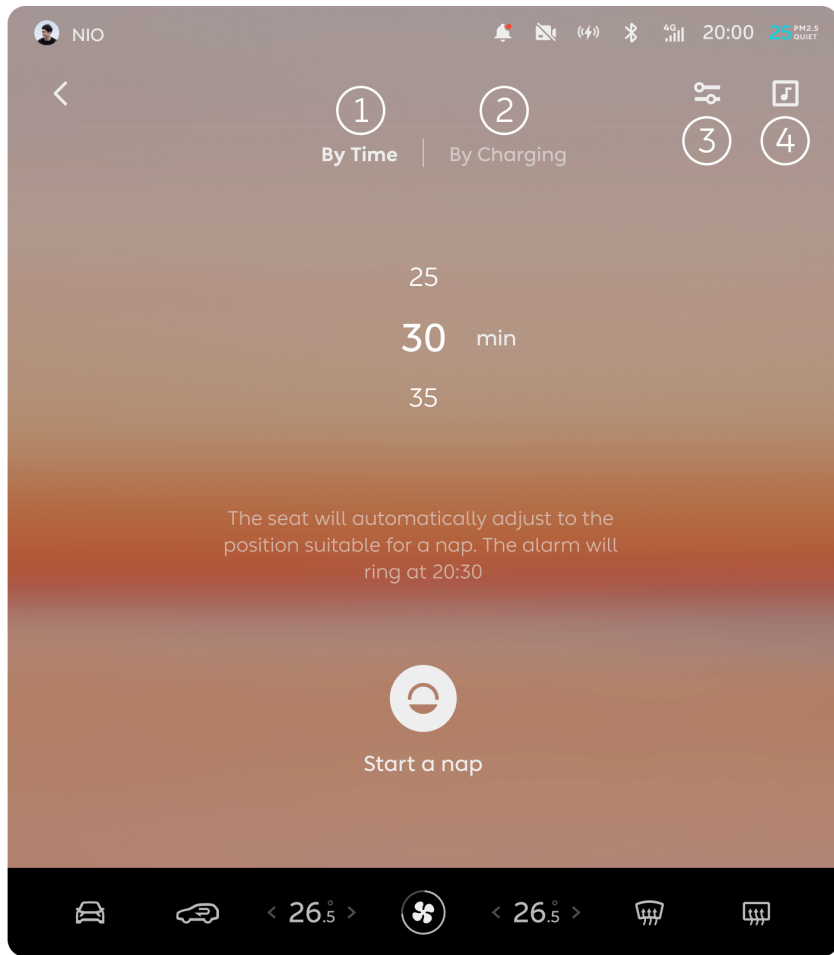 NIO
4G
20:00
25 PM2.5 QUIET
1
2
3
4
By Time
By Charging
25
30 min
35
The seat will automatically adjust to the
position suitable for a nap. The alarm will
ring at 20:30
Start a nap
26.5°
26.5°